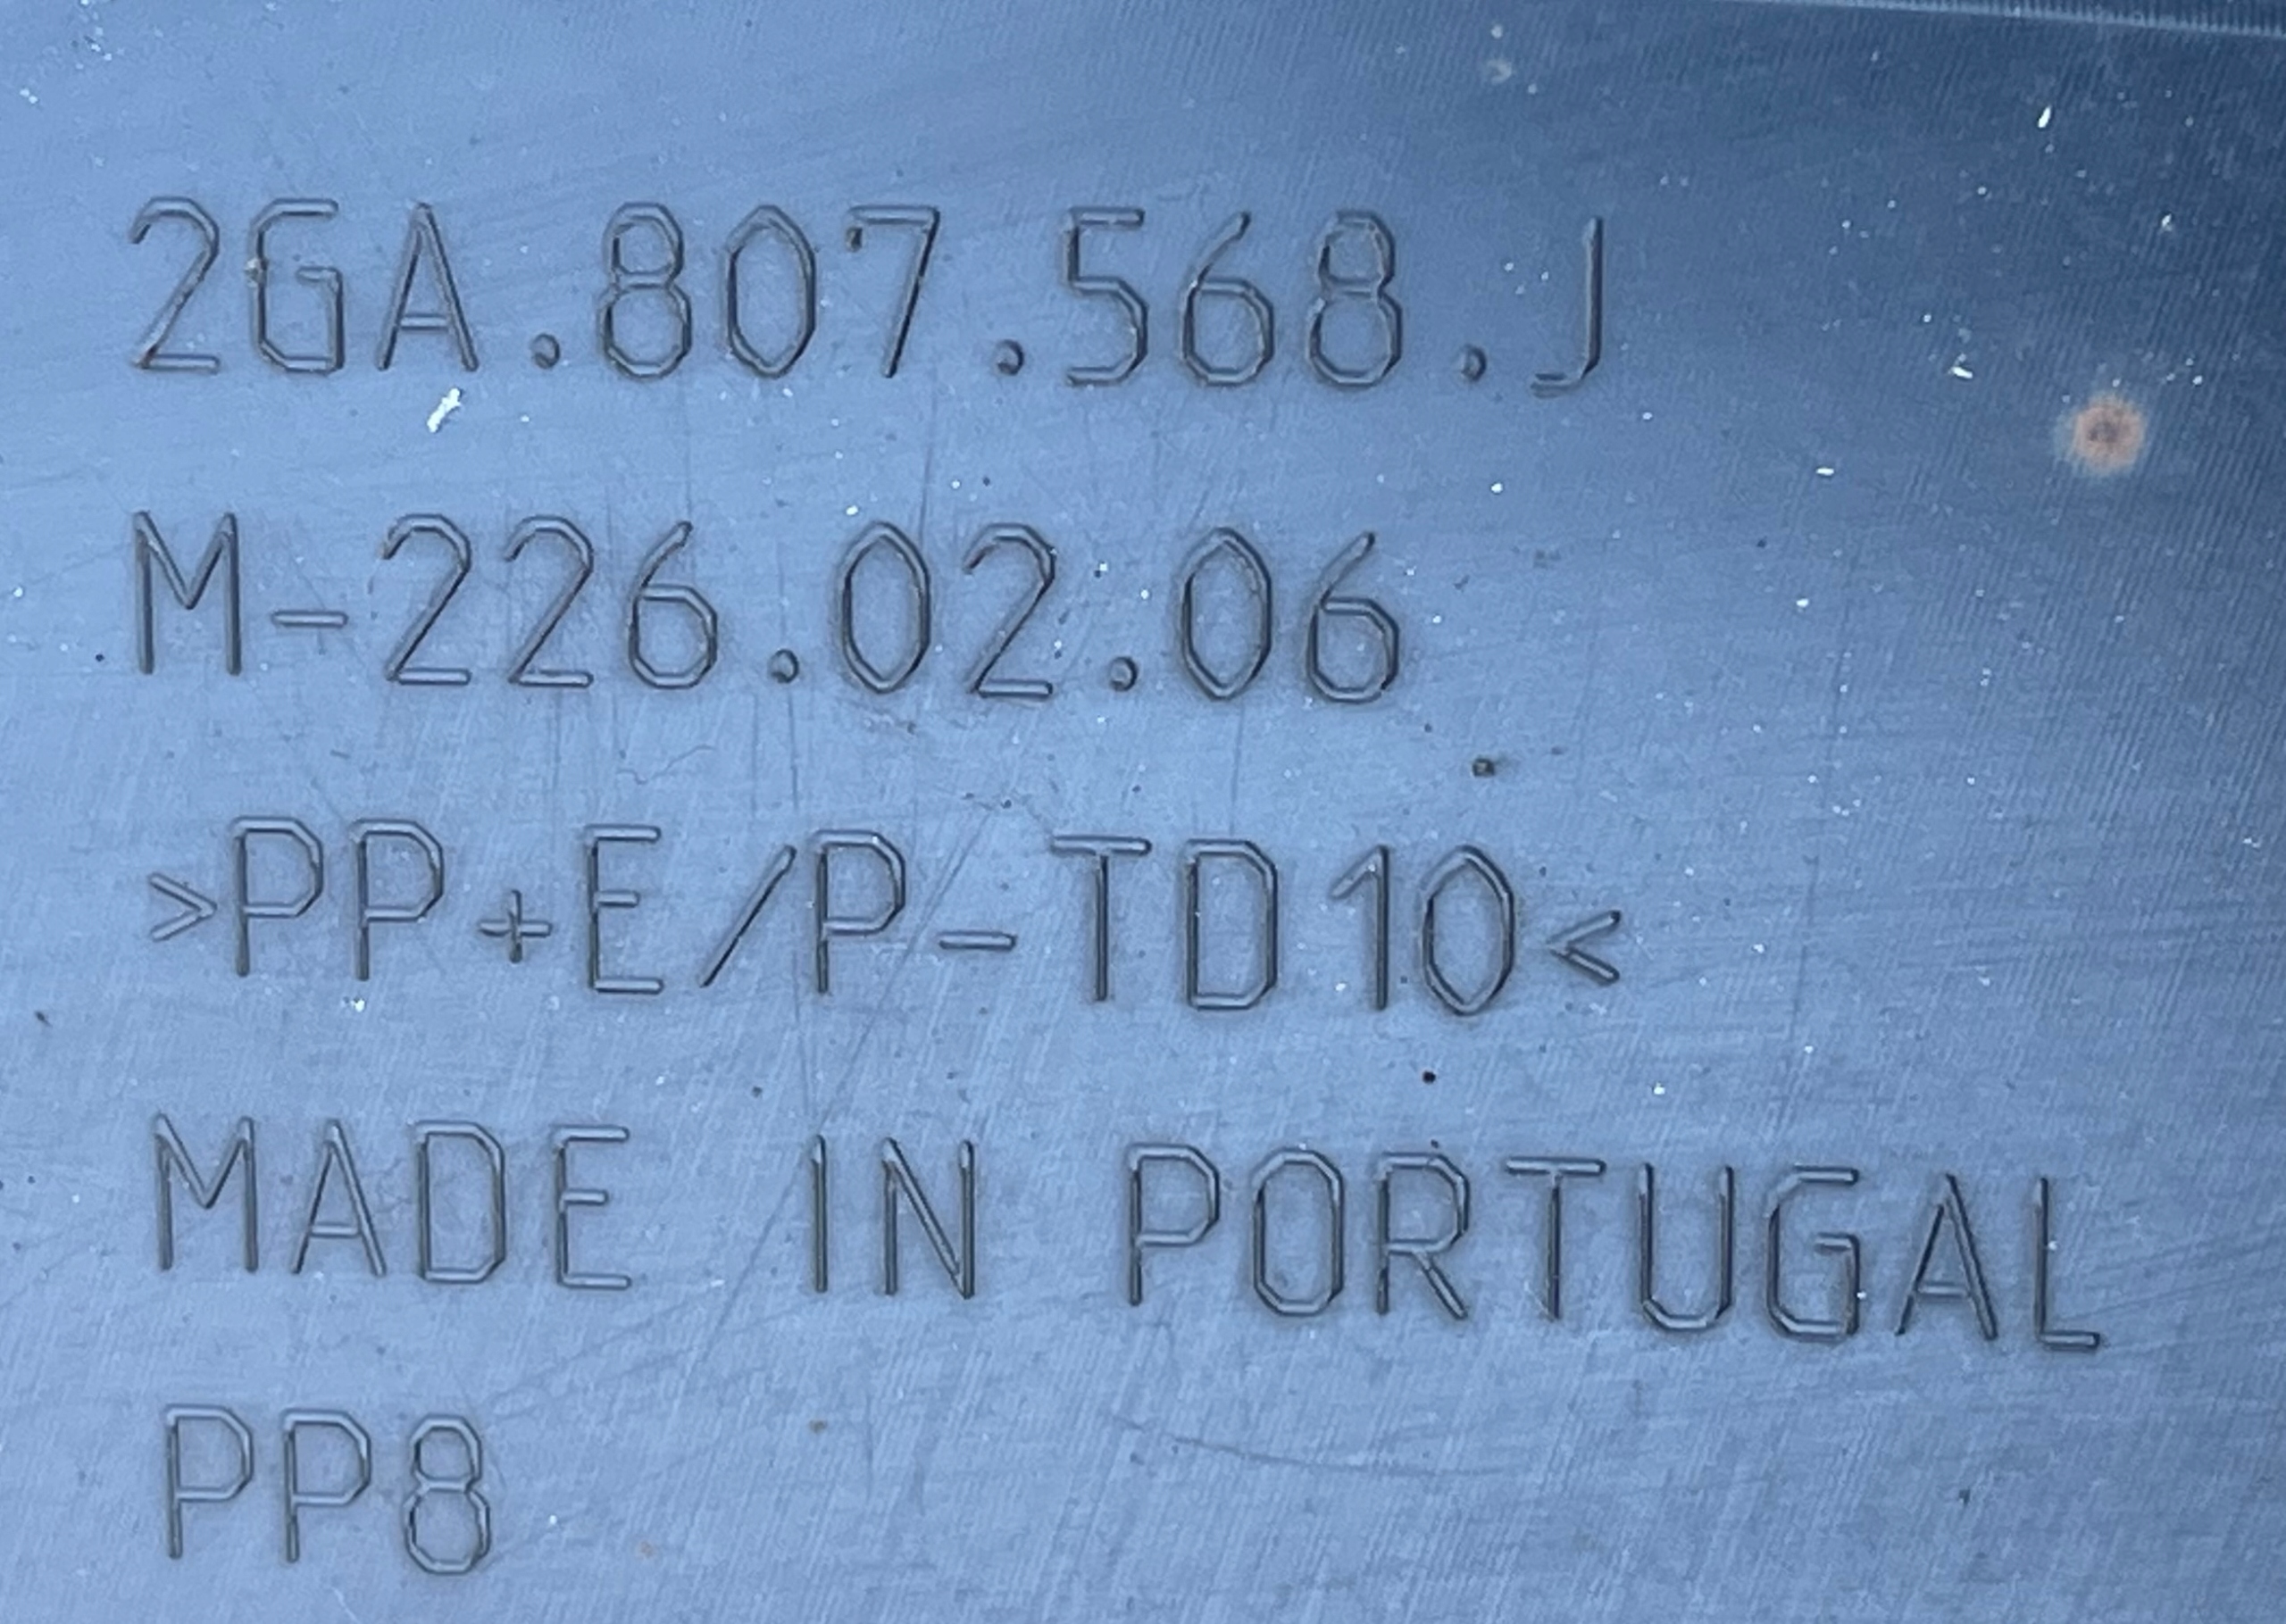 2GA.807.568.J
M-226.02.06
>PP+E/P-TD10<
MADE IN PORTUGAL
PP8